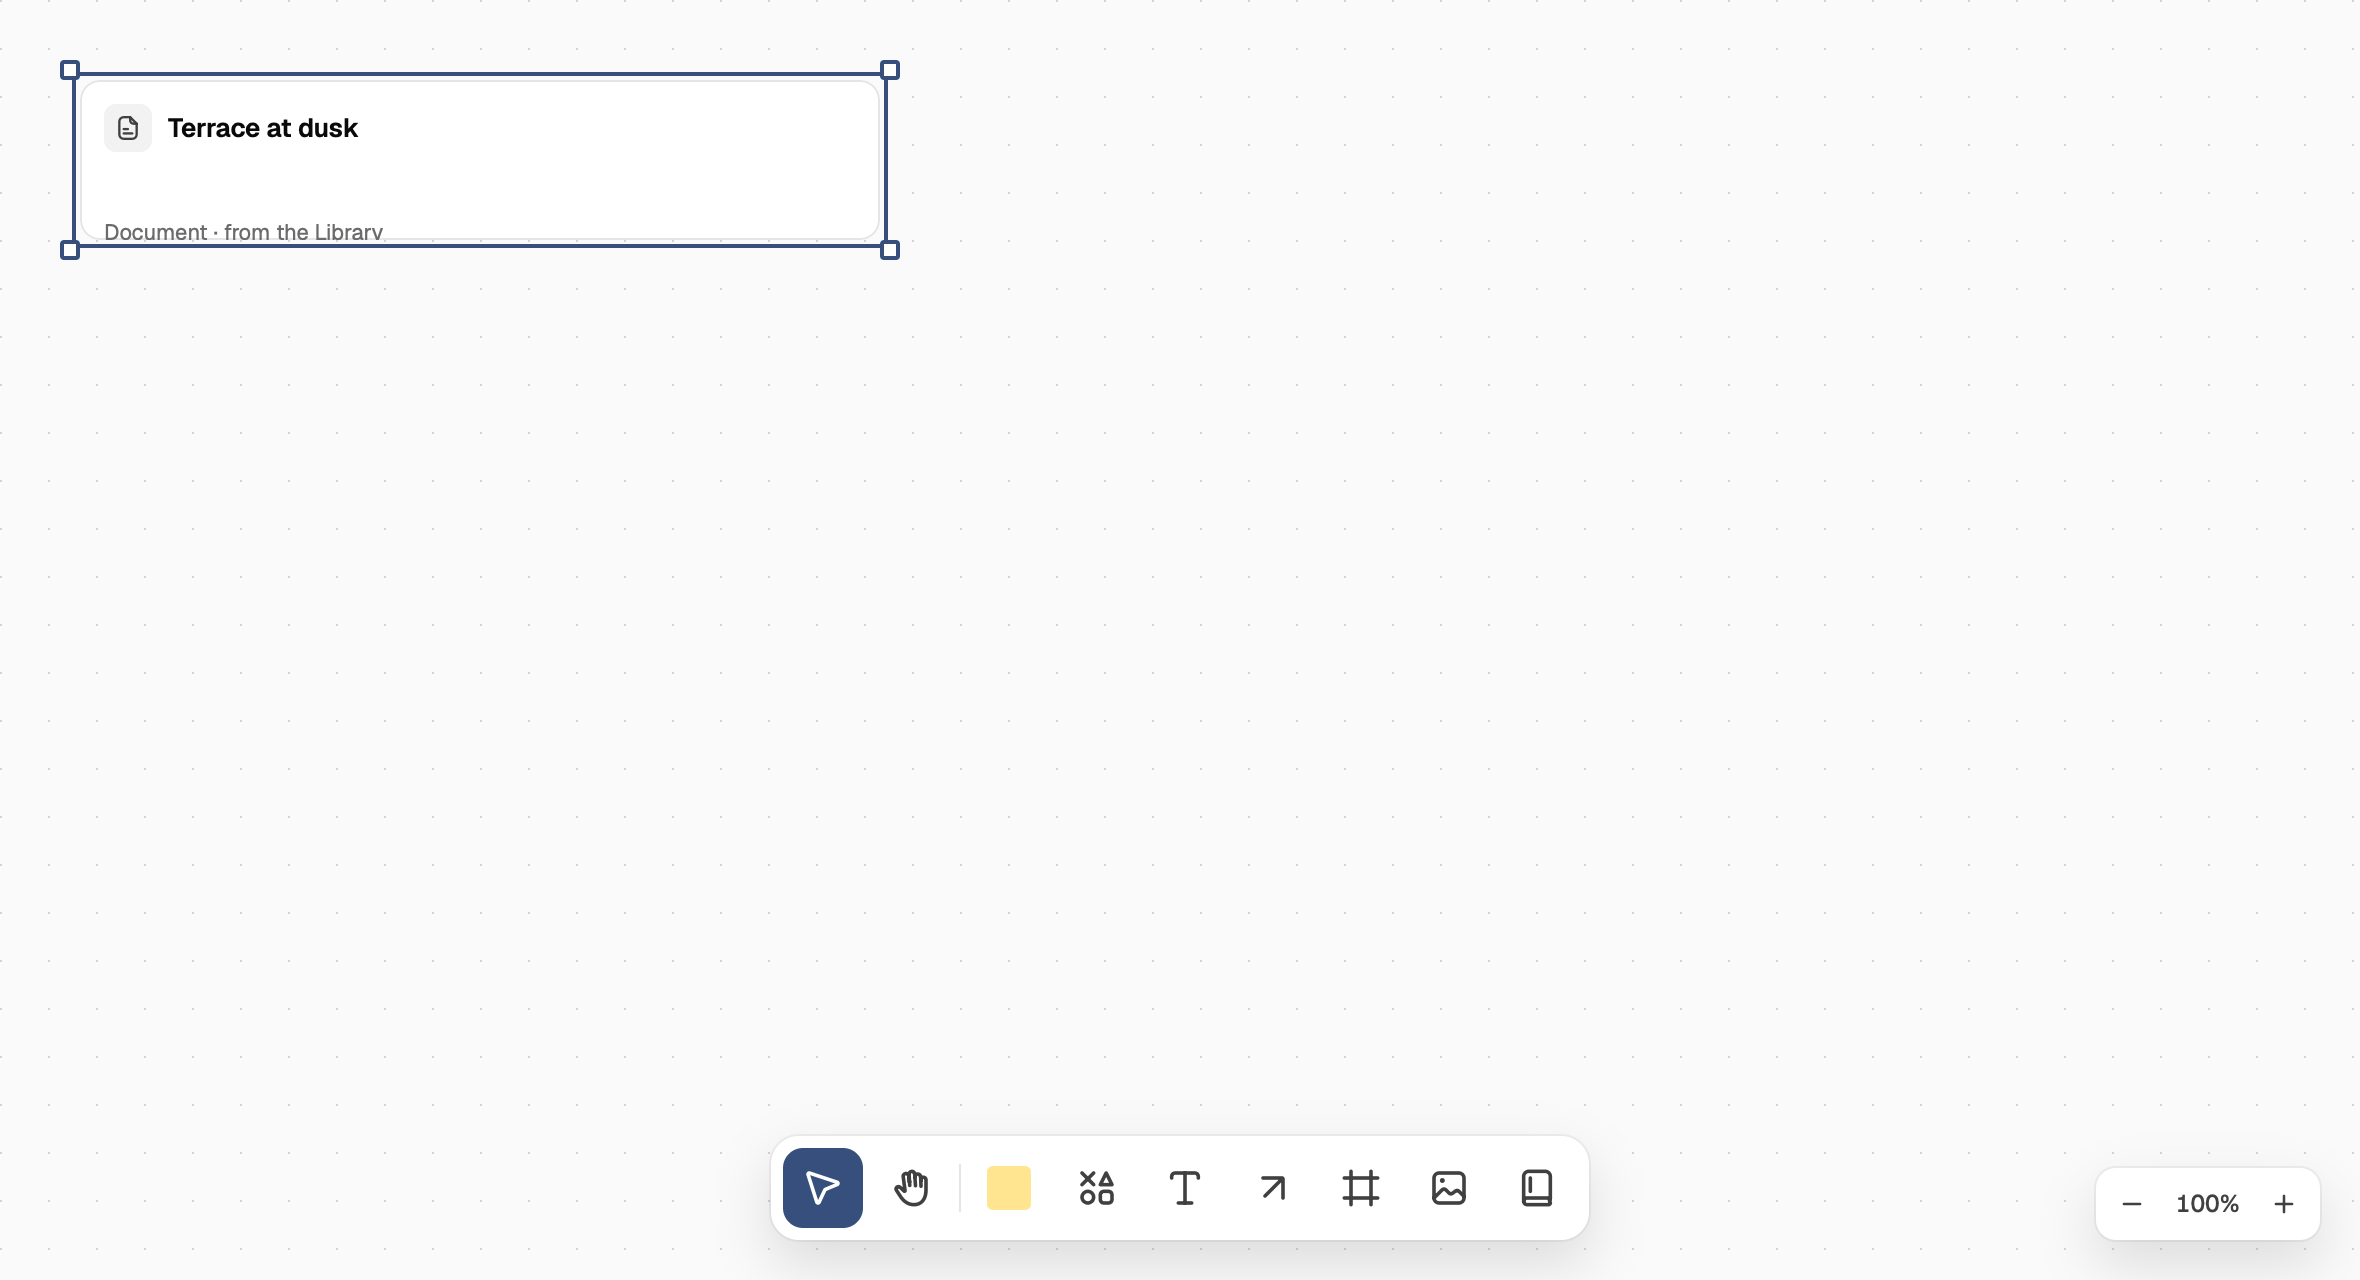 Terrace at dusk
Document · from the Library
100%